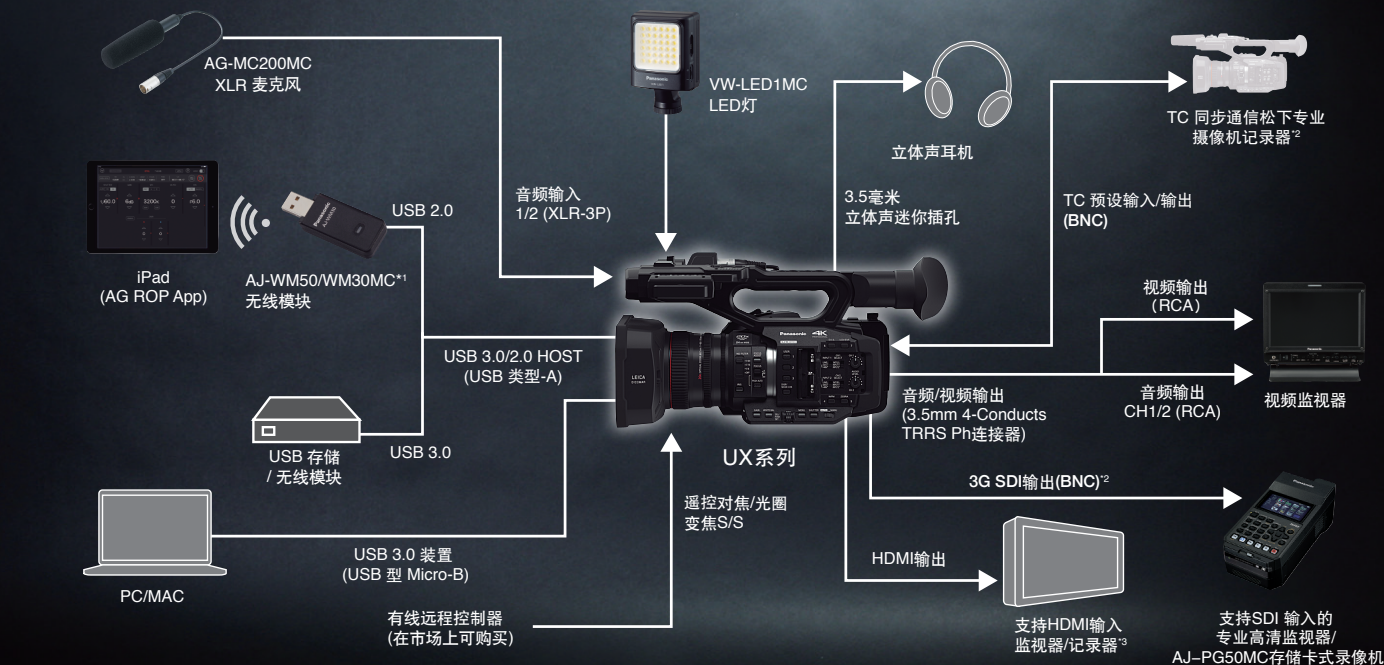 AG-MC200MC
XLR 麦克风
VW-LED1MC
LED灯
立体声耳机
TC 同步通信松下专业
摄像机记录器*2
音频输入
1/2 (XLR-3P)
3.5毫米
立体声迷你插孔
TC 预设输入/输出
(BNC)
USB 2.0
iPad
(AG ROP App)
AJ-WM50/WM30MC*1
无线模块
视频输出
（RCA）
USB 3.0/2.0 HOST
(USB 类型-A)
Panasonic 4K
LEICA
音频/视频输出
(3.5mm 4-Conducts
TRRS Ph连接器)
音频输出
CH1/2 (RCA)
视频监视器
USB 3.0
USB 存储
/ 无线模块
UX系列
3G SDI输出(BNC)*2
遥控对焦/光圈
变焦S/S
USB 3.0 装置
(USB 型 Micro-B)
HDMI输出
PC/MAC
有线远程控制器
(在市场上可购买)
支持HDMI输入
监视器/记录器*3
支持SDI 输入的
专业高清监视器/
AJ-PG50MC存储卡式录像机